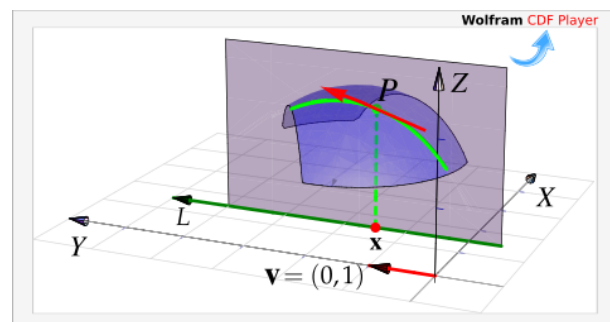 Wolfram CDF Player
Z
P
X
L
Y
x
v = (0,1)